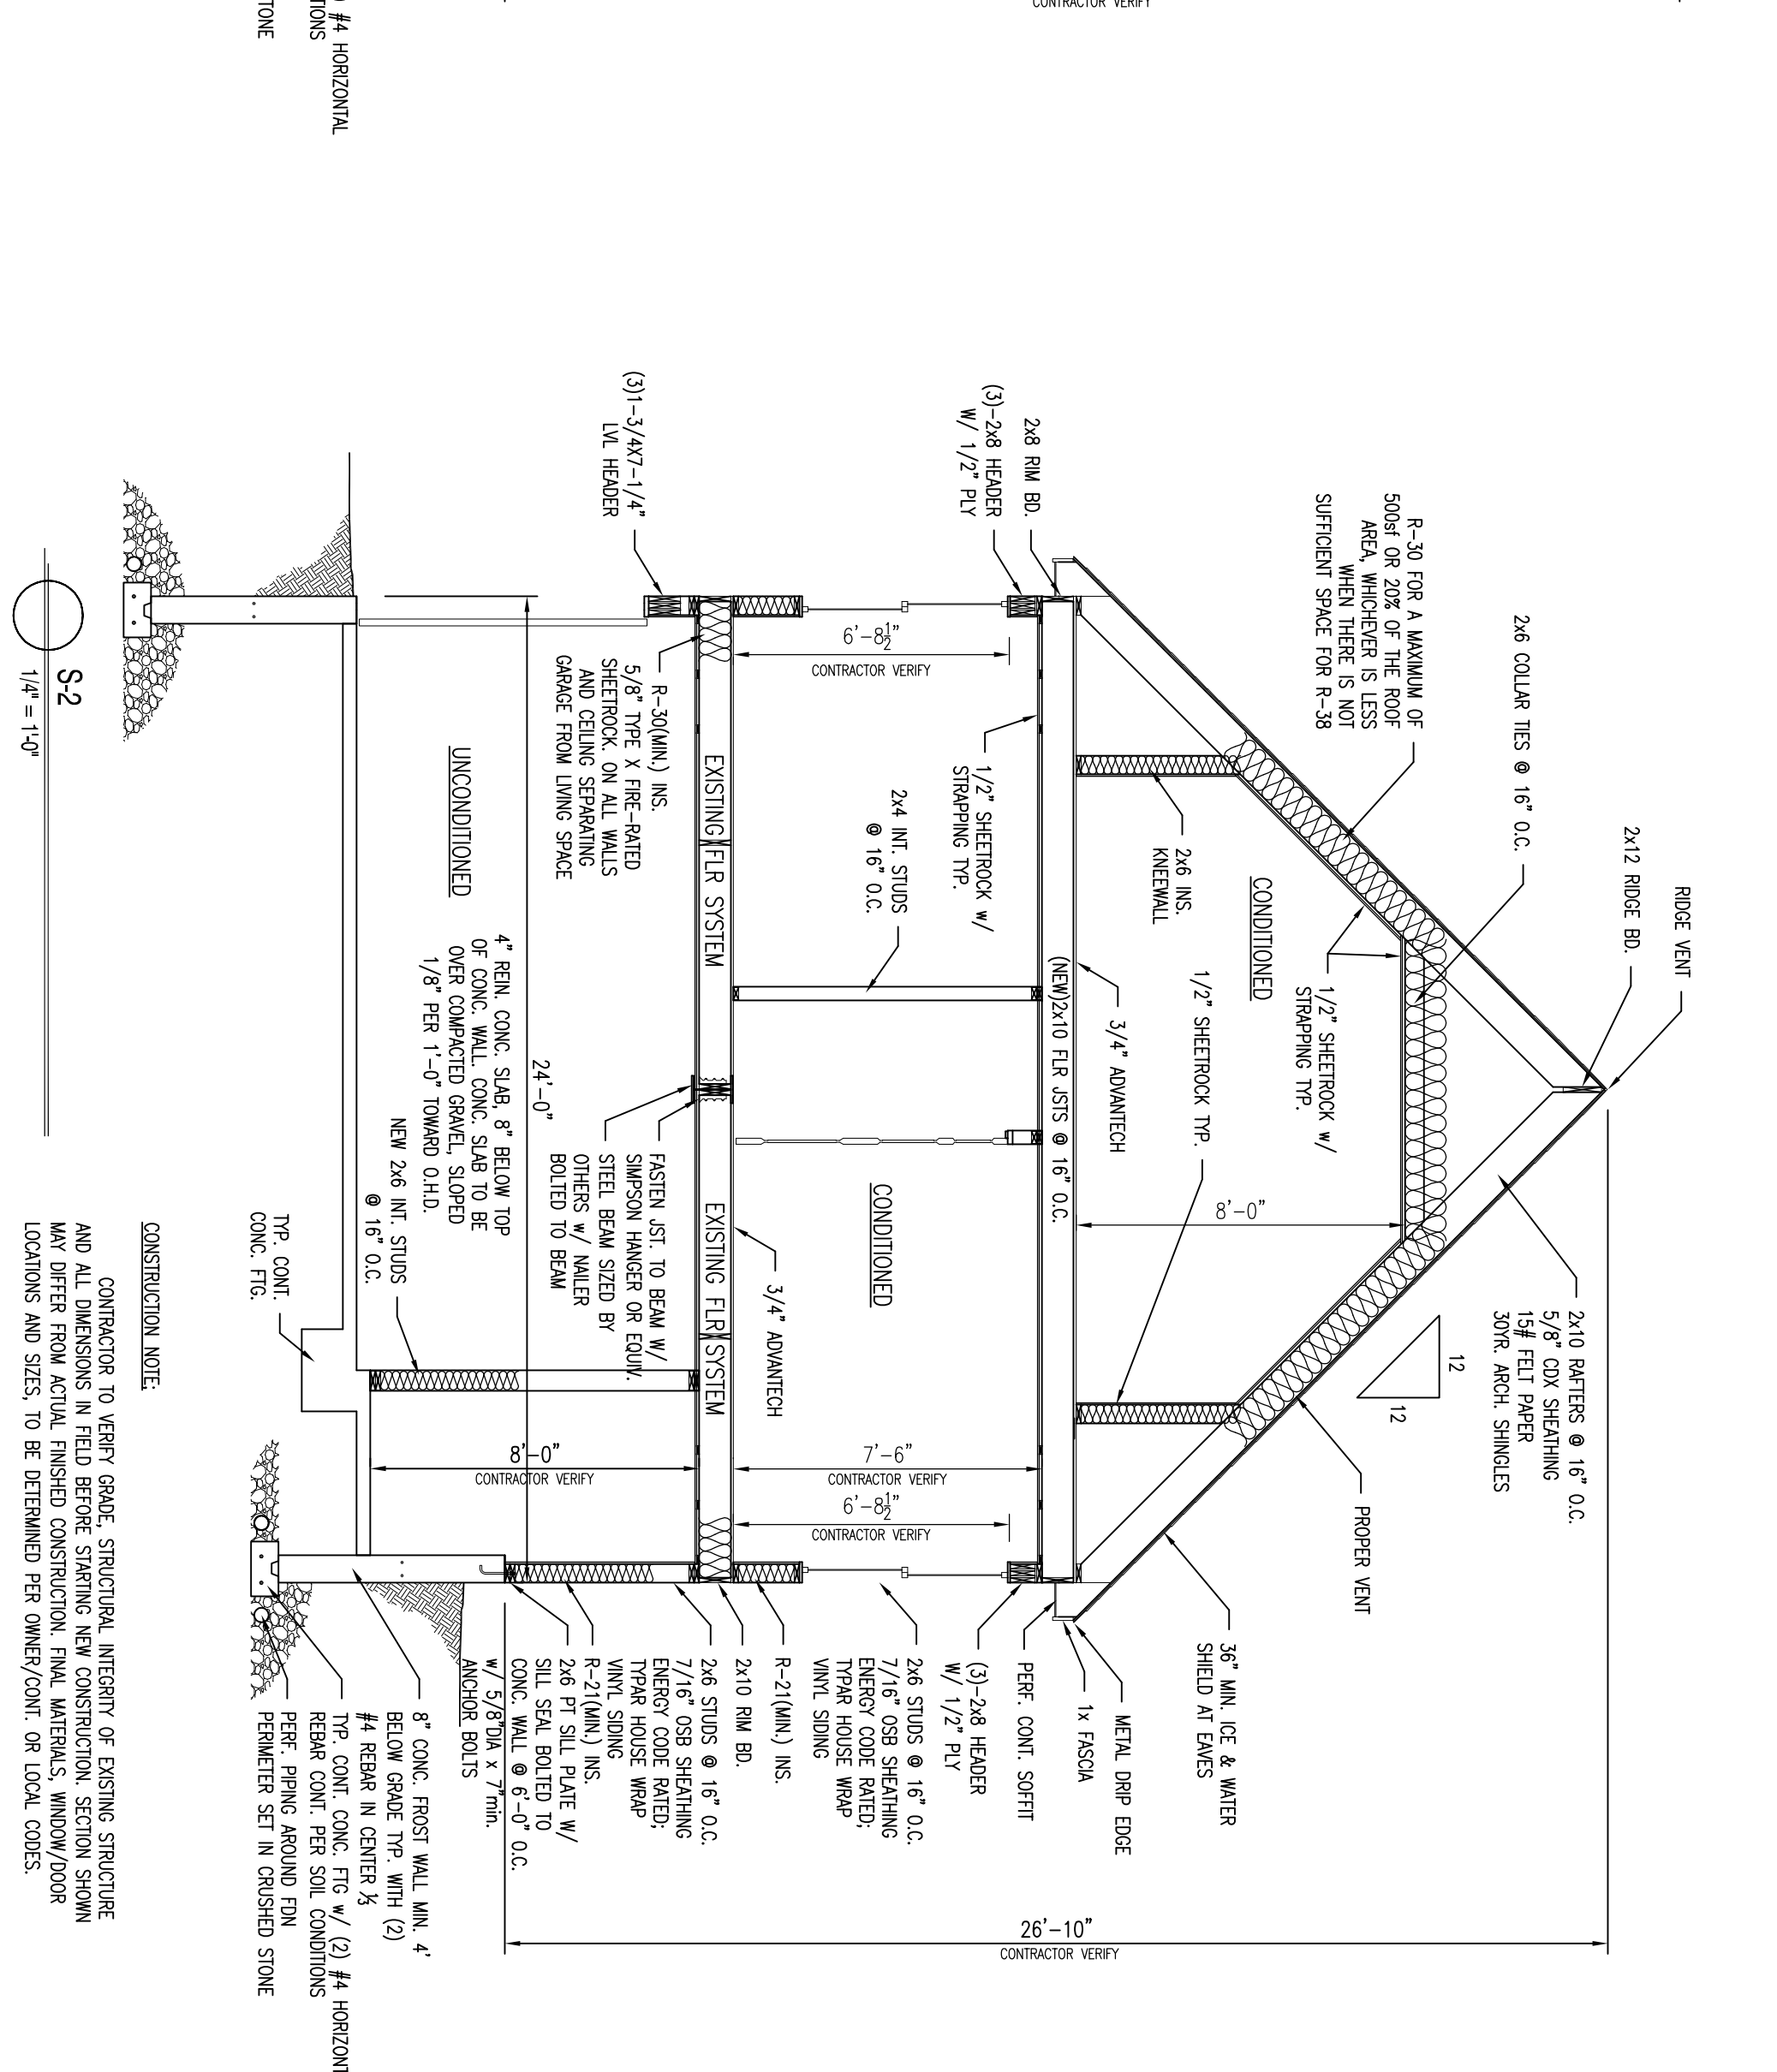 RIDGE VENT
2x12 RIDGE BD.
2x6 COLLAR TIES @ 16" O.C.
R-30 FOR A MAXIMUM OF
500sf OR 20% OF THE ROOF
AREA, WHICHEVER IS LESS
WHEN THERE IS NOT
SUFFICIENT SPACE FOR R-38
2x10 RAFTERS @ 16" O.C.
5/8" CDX SHEATHING
15# FELT PAPER
30YR. ARCH. SHINGLES
12
12
PROPER VENT
36" MIN. ICE & WATER
SHIELD AT EAVES
1/2" SHEETROCK w/
STRAPPING TYP.
CONDITIONED
8'-0"
2x6 INS.
KNEEWALL
1/2" SHEETROCK TYP.
3/4" ADVANTECH
(NEW)2x10 FLR JSTS @ 16" O.C.
METAL DRIP EDGE
1x FASCIA
PERF. CONT. SOFFIT
(3)-2x8 HEADER
W/ 1/2" PLY
2x8 RIM BD.
(3)-2x8 HEADER
W/ 1/2" PLY
1/2" SHEETROCK w/
STRAPPING TYP.
2x4 INT. STUDS
@ 16" O.C.
6'-8½"
CONTRACTOR VERIFY
CONDITIONED
7'-6"
CONTRACTOR VERIFY
6'-8½"
CONTRACTOR VERIFY
2x6 STUDS @ 16" O.C.
7/16" OSB SHEATHING
ENERGY CODE RATED;
TYPAR HOUSE WRAP
VINYL SIDING
R-21(MIN.) INS.
2x10 RIM BD.
3/4" ADVANTECH
EXISTING FLR SYSTEM
EXISTING FLR SYSTEM
(3)1-3/4X7-1/4"
LVL HEADER
R-30(MIN.) INS.
5/8" TYPE X FIRE-RATED
SHEETROCK. ON ALL WALLS
AND CEILING SEPARATING
GARAGE FROM LIVING SPACE
FASTEN JST. TO BEAM W/
SIMPSON HANGER OR EQUIV.
STEEL BEAM SIZED BY
OTHERS w/ NAILER
BOLTED TO BEAM
2x6 STUDS @ 16" O.C.
7/16" OSB SHEATHING
ENERGY CODE RATED;
TYPAR HOUSE WRAP
VINYL SIDING
R-21(MIN.) INS.
2x6 PT SILL PLATE W/
SILL SEAL BOLTED TO
CONC. WALL @ 6'-0" O.C.
w/ 5/8"DIA x 7"min.
ANCHOR BOLTS
24'-0"
8'-0"
CONTRACTOR VERIFY
UNCONDITIONED
4" REIN. CONC. SLAB, 8" BELOW TOP
OF CONC. WALL. CONC. SLAB TO BE
OVER COMPACTED GRAVEL, SLOPED
1/8" PER 1'-0" TOWARD O.H.D.
NEW 2x6 INT. STUDS
@ 16" O.C.
TYP. CONT.
CONC. FTG.
8" CONC. FROST WALL MIN. 4'
BELOW GRADE TYP. WITH (2)
#4 REBAR IN CENTER ⅓
TYP. CONT. CONC. FTG w/ (2) #4 HORIZONT
REBAR CONT. PER SOIL CONDITIONS
PERF. PIPING AROUND FDN
PERIMETER SET IN CRUSHED STONE
26'-10"
CONTRACTOR VERIFY
CONTRACTOR VERIFY
) #4 HORIZONTAL
TIONS
TONE
S-2
1/4" = 1'-0"
CONSTRUCTION NOTE:
CONTRACTOR TO VERIFY GRADE, STRUCTURAL INTEGRITY OF EXISTING STRUCTURE
AND ALL DIMENSIONS IN FIELD BEFORE STARTING NEW CONSTRUCTION. SECTION SHOWN
MAY DIFFER FROM ACTUAL FINISHED CONSTRUCTION. FINAL MATERIALS, WINDOW/DOOR
LOCATIONS AND SIZES, TO BE DETERMINED PER OWNER/CONT. OR LOCAL CODES.